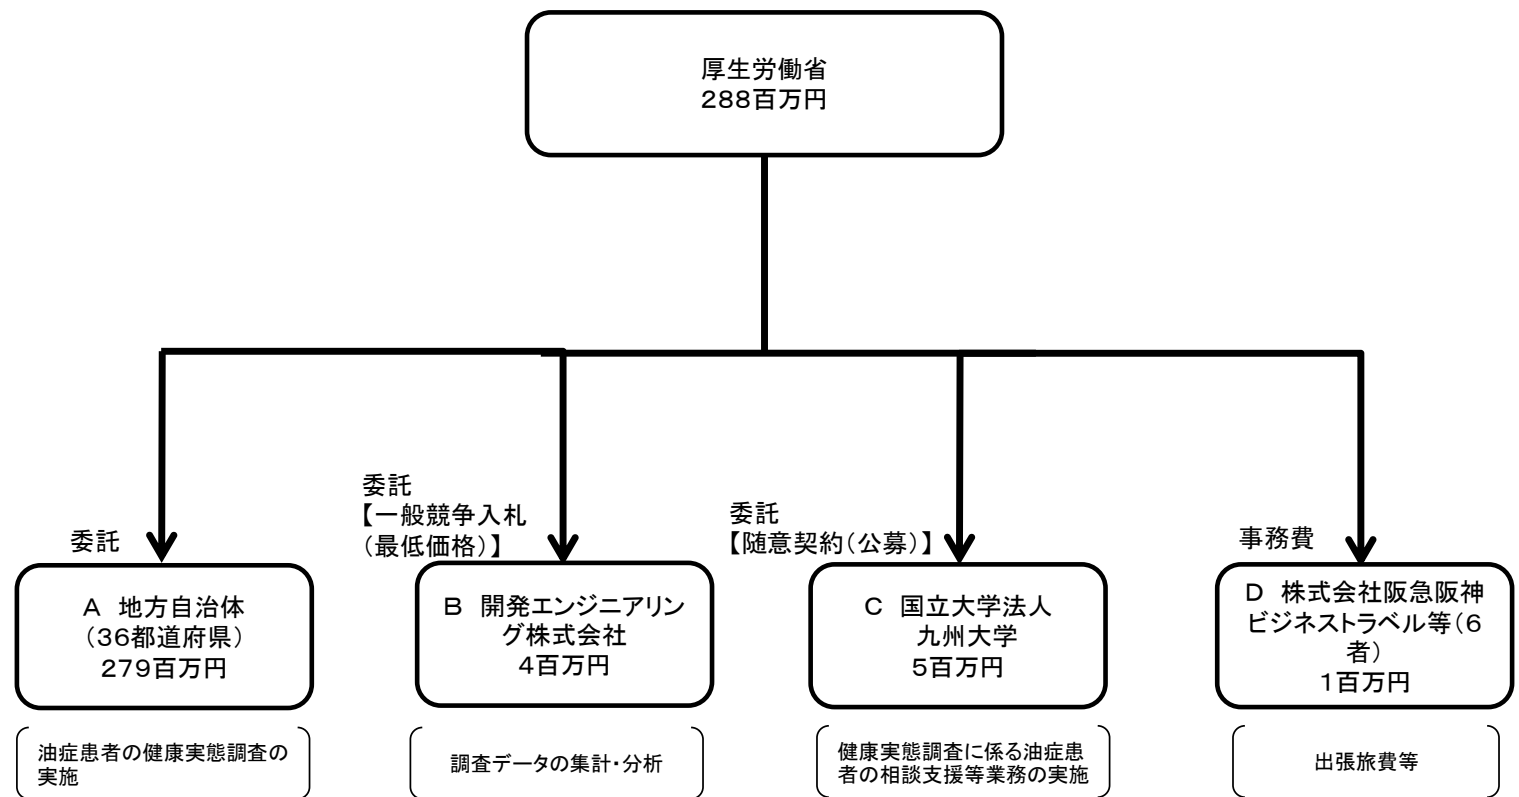 厚生労働省
288百万円
委託
委託
【一般競争入札
（最低価格）】
委託
【随意契約（公募）】
事務費
A　地方自治体
（36都道府県）
279百万円
B　開発エンジニアリン
グ株式会社
4百万円
C　国立大学法人
九州大学
5百万円
D　株式会社阪急阪神
ビジネストラベル等（6
者）
1百万円
油症患者の健康実態調査の
実施
調査データの集計・分析
健康実態調査に係る油症患
者の相談支援等業務の実施
出張旅費等